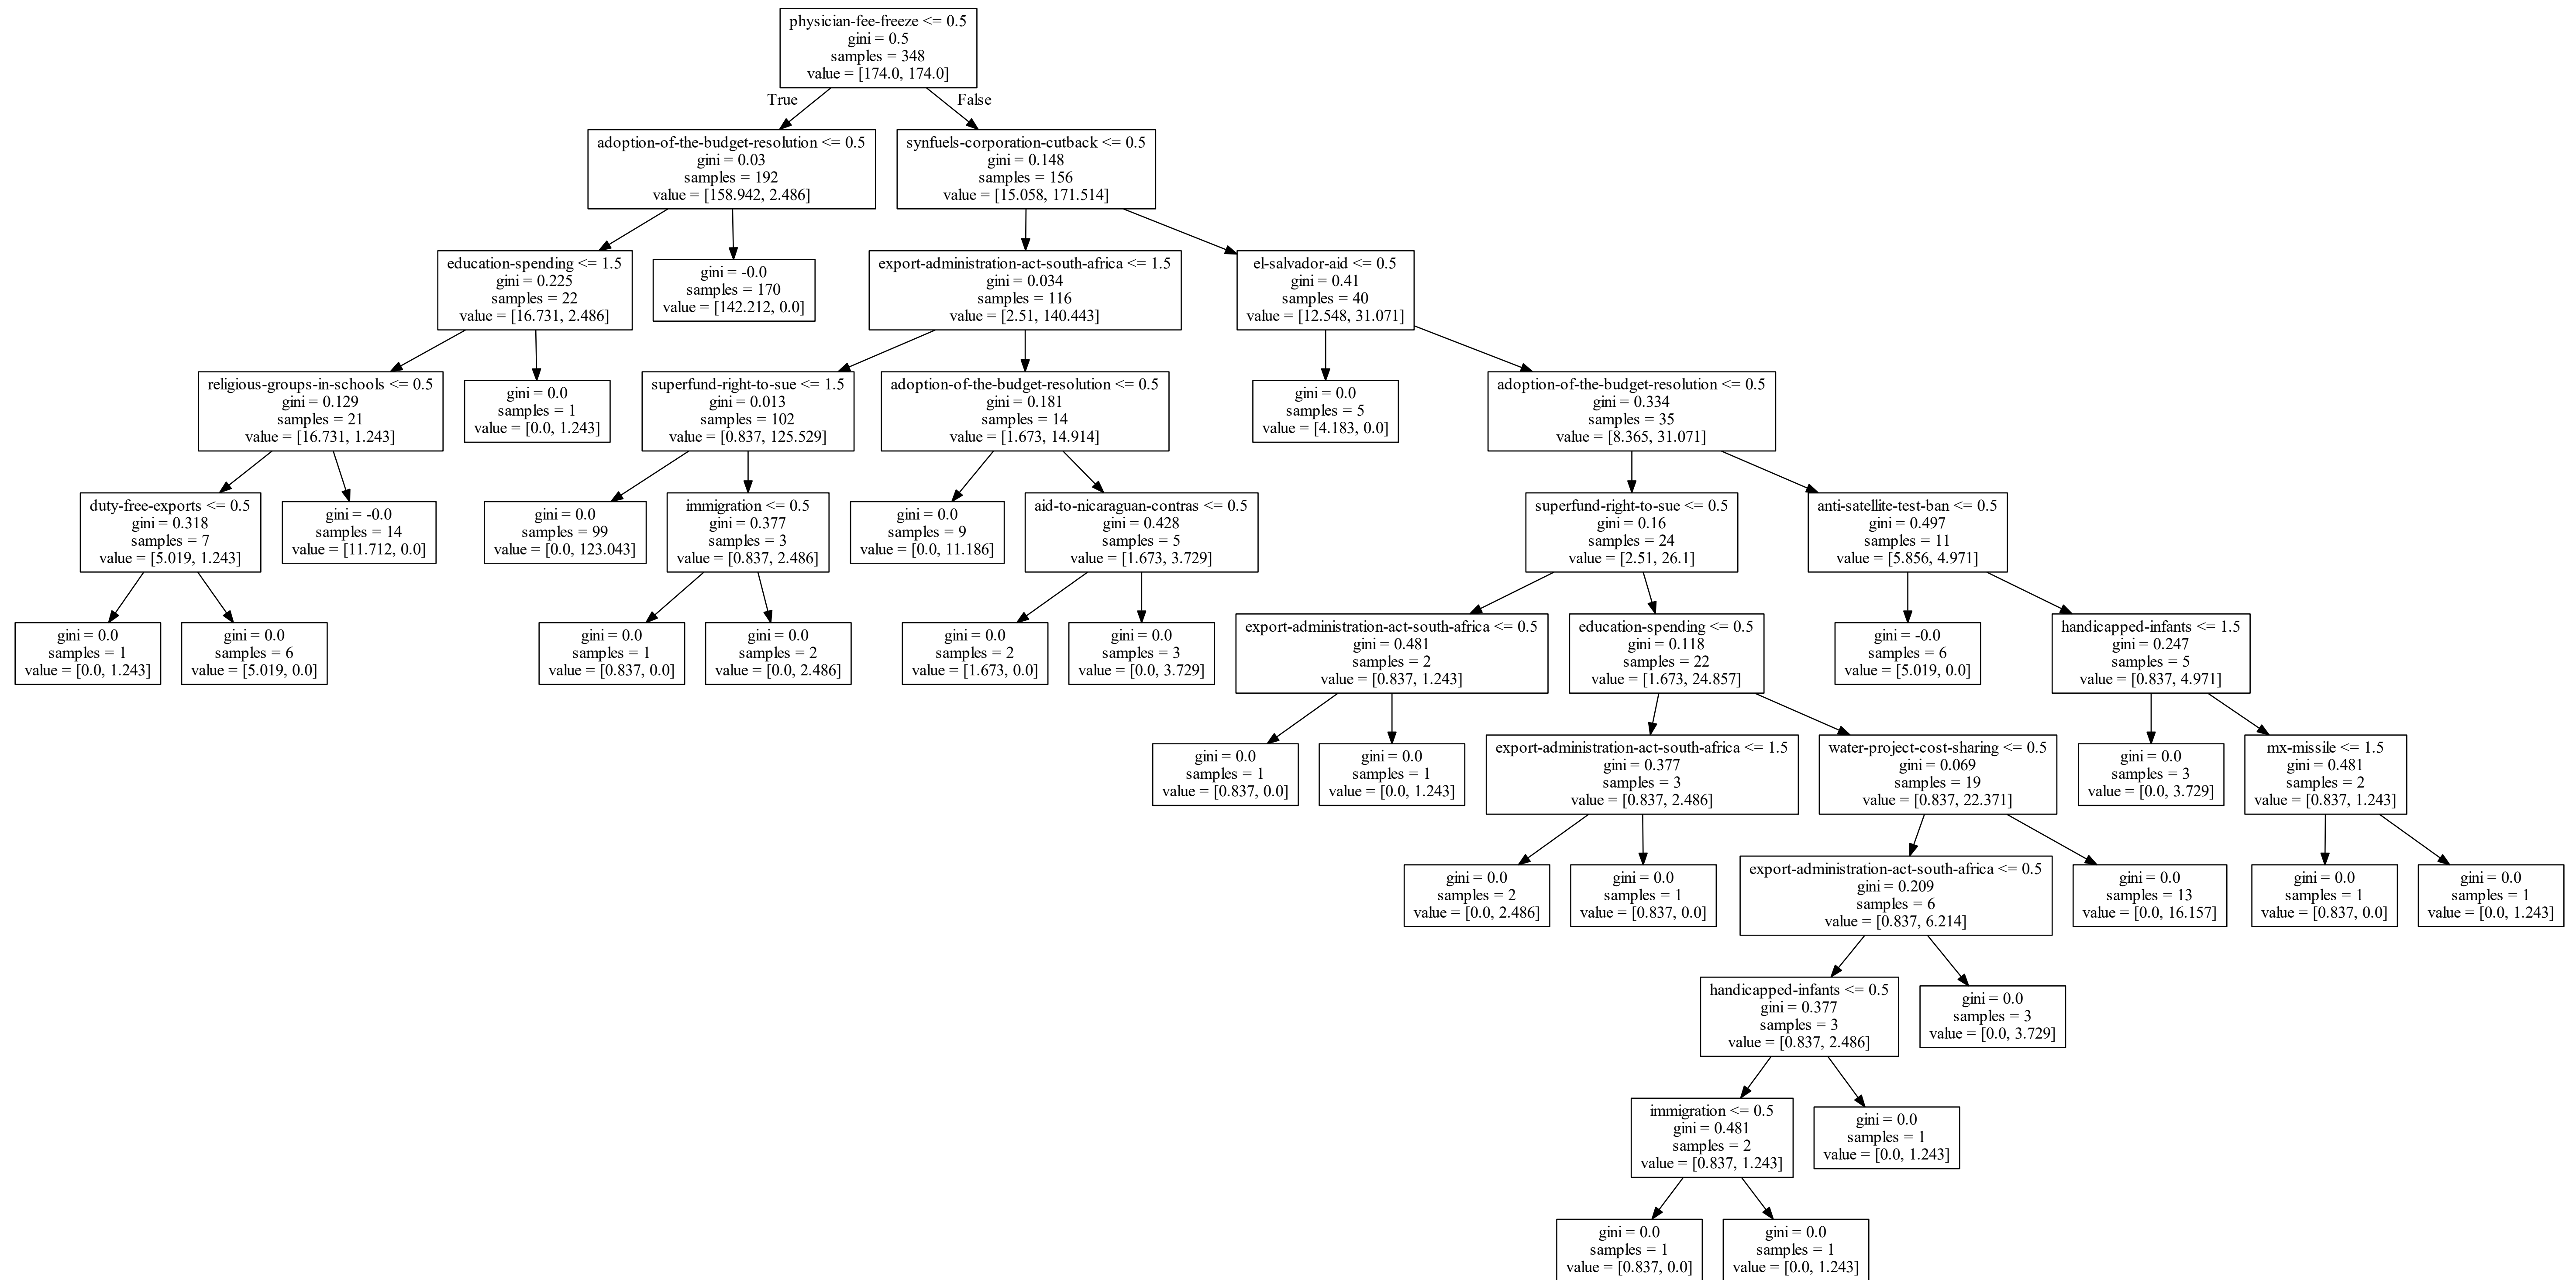 physician-fee-freeze <= 0.5
gini = 0.5
samples = 348
value = [174.0, 174.0]
True
False
adoption-of-the-budget-resolution <= 0.5
gini = 0.03
samples = 192
value = [158.942, 2.486]
synfuels-corporation-cutback <= 0.5
gini = 0.148
samples = 156
value = [15.058, 171.514]
education-spending <= 1.5
gini = 0.225
samples = 22
value = [16.731, 2.486]
gini = -0.0
samples = 170
value = [142.212, 0.0]
export-administration-act-south-africa <= 1.5
gini = 0.034
samples = 116
value = [2.51, 140.443]
el-salvador-aid <= 0.5
gini = 0.41
samples = 40
value = [12.548, 31.071]
religious-groups-in-schools <= 0.5
gini = 0.129
samples = 21
value = [16.731, 1.243]
gini = 0.0
samples = 1
value = [0.0, 1.243]
superfund-right-to-sue <= 1.5
gini = 0.013
samples = 102
value = [0.837, 125.529]
adoption-of-the-budget-resolution <= 0.5
gini = 0.181
samples = 14
value = [1.673, 14.914]
gini = 0.0
samples = 5
value = [4.183, 0.0]
adoption-of-the-budget-resolution <= 0.5
gini = 0.334
samples = 35
value = [8.365, 31.071]
duty-free-exports <= 0.5
gini = 0.318
samples = 7
value = [5.019, 1.243]
gini = -0.0
samples = 14
value = [11.712, 0.0]
gini = 0.0
samples = 99
value = [0.0, 123.043]
immigration <= 0.5
gini = 0.377
samples = 3
value = [0.837, 2.486]
gini = 0.0
samples = 9
value = [0.0, 11.186]
aid-to-nicaraguan-contras <= 0.5
gini = 0.428
samples = 5
value = [1.673, 3.729]
superfund-right-to-sue <= 0.5
gini = 0.16
samples = 24
value = [2.51, 26.1]
anti-satellite-test-ban <= 0.5
gini = 0.497
samples = 11
value = [5.856, 4.971]
gini = 0.0
samples = 1
value = [0.0, 1.243]
gini = 0.0
samples = 6
value = [5.019, 0.0]
gini = 0.0
samples = 1
value = [0.837, 0.0]
gini = 0.0
samples = 2
value = [0.0, 2.486]
gini = 0.0
samples = 2
value = [1.673, 0.0]
gini = 0.0
samples = 3
value = [0.0, 3.729]
export-administration-act-south-africa <= 0.5
gini = 0.481
samples = 2
value = [0.837, 1.243]
education-spending <= 0.5
gini = 0.118
samples = 22
value = [1.673, 24.857]
gini = -0.0
samples = 6
value = [5.019, 0.0]
handicapped-infants <= 1.5
gini = 0.247
samples = 5
value = [0.837, 4.971]
gini = 0.0
samples = 1
value = [0.837, 0.0]
gini = 0.0
samples = 1
value = [0.0, 1.243]
export-administration-act-south-africa <= 1.5
gini = 0.377
samples = 3
value = [0.837, 2.486]
water-project-cost-sharing <= 0.5
gini = 0.069
samples = 19
value = [0.837, 22.371]
gini = 0.0
samples = 3
value = [0.0, 3.729]
mx-missile <= 1.5
gini = 0.481
samples = 2
value = [0.837, 1.243]
gini = 0.0
samples = 2
value = [0.0, 2.486]
gini = 0.0
samples = 1
value = [0.837, 0.0]
export-administration-act-south-africa <= 0.5
gini = 0.209
samples = 6
value = [0.837, 6.214]
gini = 0.0
samples = 13
value = [0.0, 16.157]
gini = 0.0
samples = 1
value = [0.837, 0.0]
gini = 0.0
samples = 1
value = [0.0, 1.243]
handicapped-infants <= 0.5
gini = 0.377
samples = 3
value = [0.837, 2.486]
gini = 0.0
samples = 3
value = [0.0, 3.729]
immigration <= 0.5
gini = 0.481
samples = 2
value = [0.837, 1.243]
gini = 0.0
samples = 1
value = [0.0, 1.243]
gini = 0.0
samples = 1
value = [0.837, 0.0]
gini = 0.0
samples = 1
value = [0.0, 1.243]